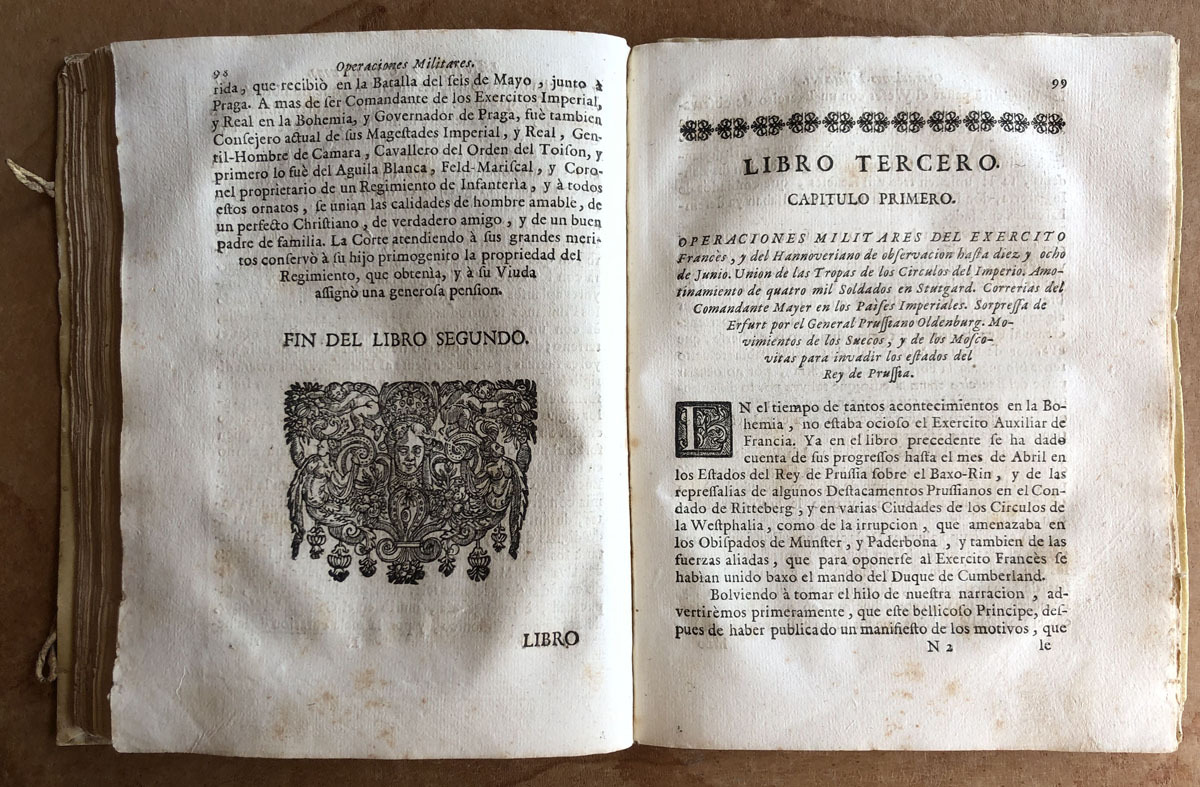 98
Operaciones Militares.
rida, que recibiò en la Batalla del ſeis de Mayo, junto à
Praga. A mas de ſer Comandante de los Exercitos Imperial,
y Real en la Bohemia, y Governador de Praga, fuè tambien
Conſejero actual de ſus Mageſtades Imperial, y Real, Gen-
til-Hombre de Camara, Cavallero del Orden del Toiſon, y
primero lo fuè del Aguila Blanca, Feld-Mariſcal, y Coro-
nel proprietario de un Regimiento de Infanterìa, y à todos
eſtos ornatos, ſe unian las calidades de hombre amable, de
un perfecto Chriſtiano, de verdadero amigo, y de un buen
padre de familia. La Corte atendiendo à ſus grandes meri-
tos conſervò à ſu hijo primogenito la propriedad del
Regimiento, que obtenìa, y à ſu Viuda
aſſignò una generoſa penſion.
FIN DEL LIBRO SEGUNDO.
LIBRO
99
LIBRO TERCERO.
CAPITULO PRIMERO.
OPERACIONES MILITARES DEL EXERCITO
Francès, y del Hannoveriano de obſervacion haſta diez y ocho
de Junio. Union de las Tropas de los Circulos del Imperio. Amo-
tinamiento de quatro mil Soldados en Stutgard. Correrias del
Comandante Mayer en los Paìſes Imperiales. Sorpreſſa de
Erfurt por el General Pruſſiano Oldenburg. Mo-
vimientos de los Suecos, y de los Moſco-
vitas para invadir los eſtados del
Rey de Pruſſia.
EN el tiempo de tantos acontecimientos en la Bo-
hemia, no eſtaba ocioſo el Exercito Auxiliar de
Francia. Ya en el libro precedente ſe ha dado
cuenta de ſus progreſſos haſta el mes de Abril en
los Eſtados del Rey de Pruſſia ſobre el Baxo-Rin, y de las
repreſſalias de algunos Deſtacamentos Pruſſianos en el Con-
dado de Ritteberg, y en varias Ciudades de los Circulos de
la Weſtphalia, como de la irrupcion, que amenazaba en
los Obiſpados de Munſter, y Paderbona, y tambien de las
fuerzas aliadas, que para oponerſe al Exercito Francès ſe
habìan unido baxo el mando del Duque de Cumberland.
Bolviendo à tomar el hilo de nueſtra narracion, ad-
vertirèmos primeramente, que eſte bellicoſo Principe, deſ-
pues de haber publicado un manifieſto de los motivos, que
N 2
le